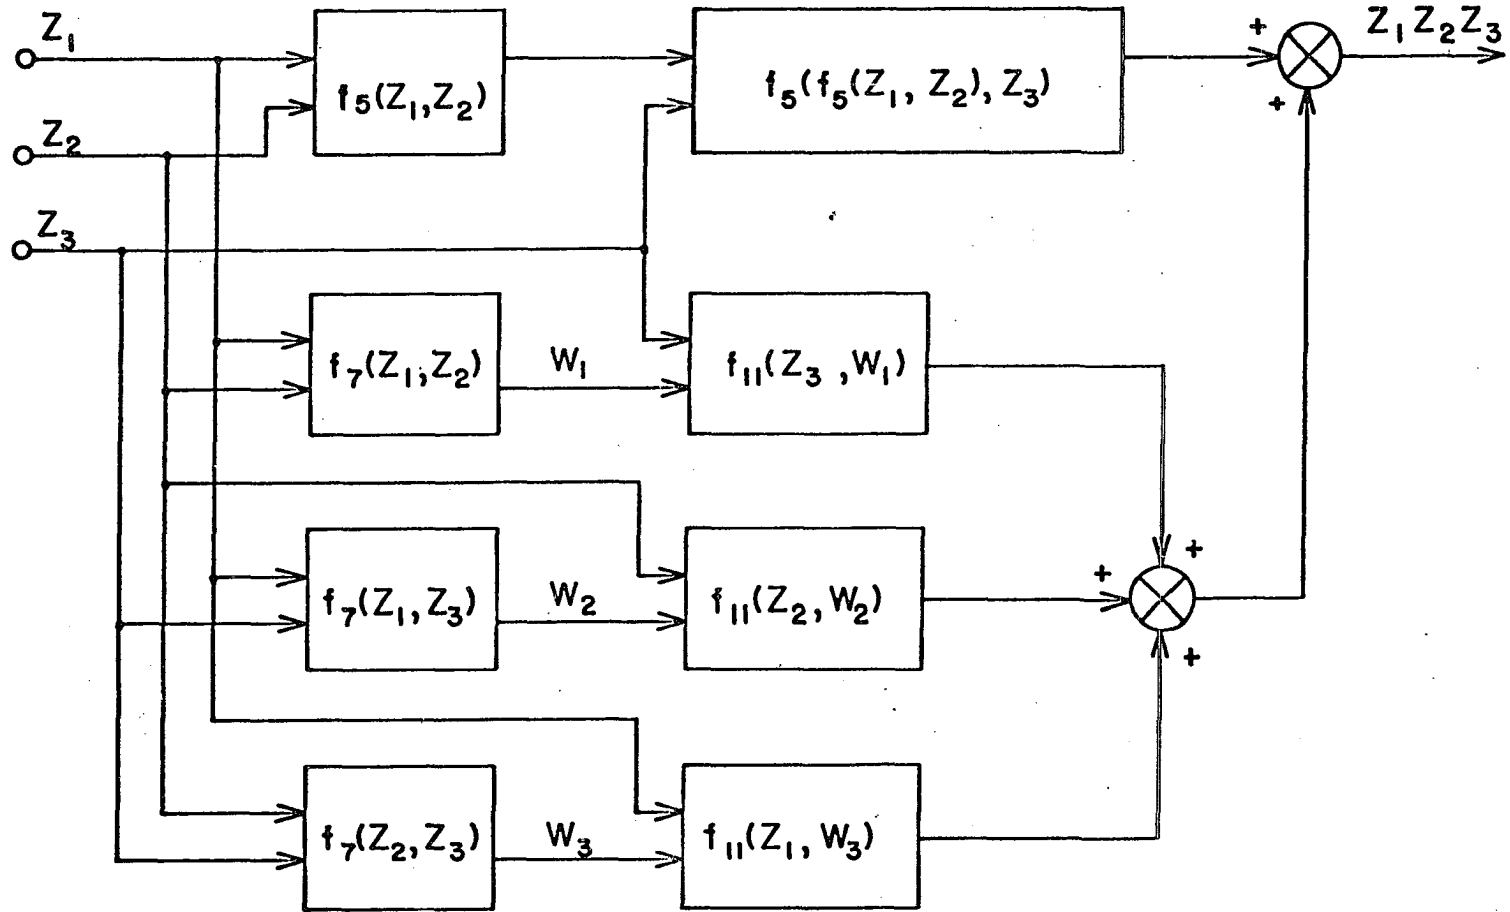 Z₁
Z₂
Z₃
f₅(Z₁, Z₂)
f₅(f₅(Z₁, Z₂), Z₃)
+
+
Z₁ Z₂ Z₃
f₇(Z₁, Z₂)
W₁
f₁₁(Z₃, W₁)
f₇(Z₁, Z₃)
W₂
f₁₁(Z₂, W₂)
+
+
+
f₇(Z₂, Z₃)
W₃
f₁₁(Z₁, W₃)